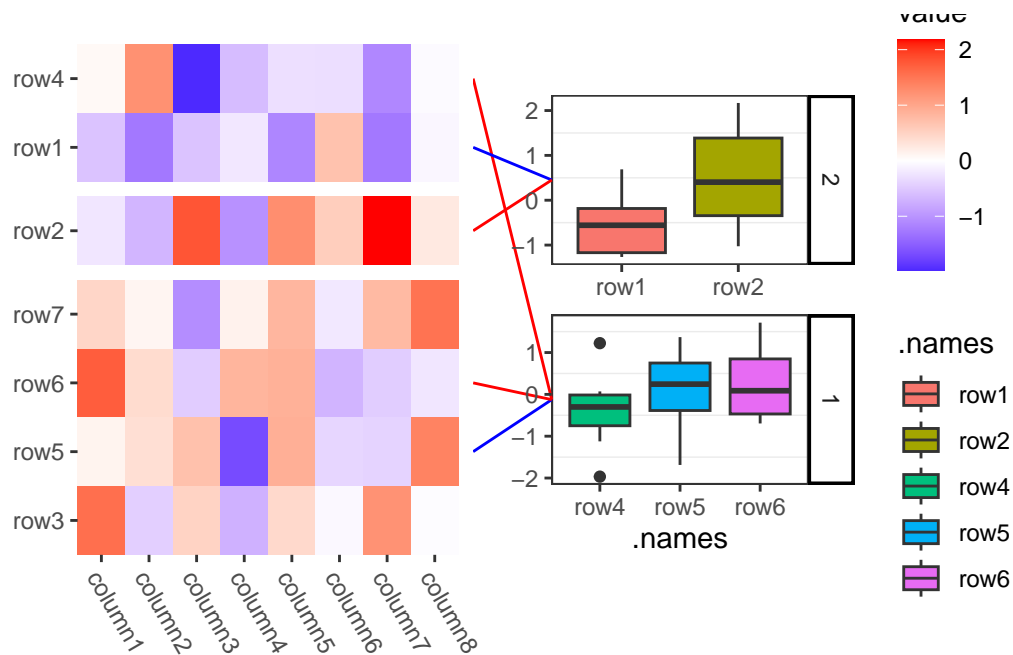 row4
row1
row2
row7
row6
row5
row3
column1
column2
column3
column4
column5
column6
column7
column8
2
1
0
−1
row1
row2
2
1
0
−1
−2
row4
row5
row6
1
.names
value
2
1
0
−1
.names
row1
row2
row4
row5
row6